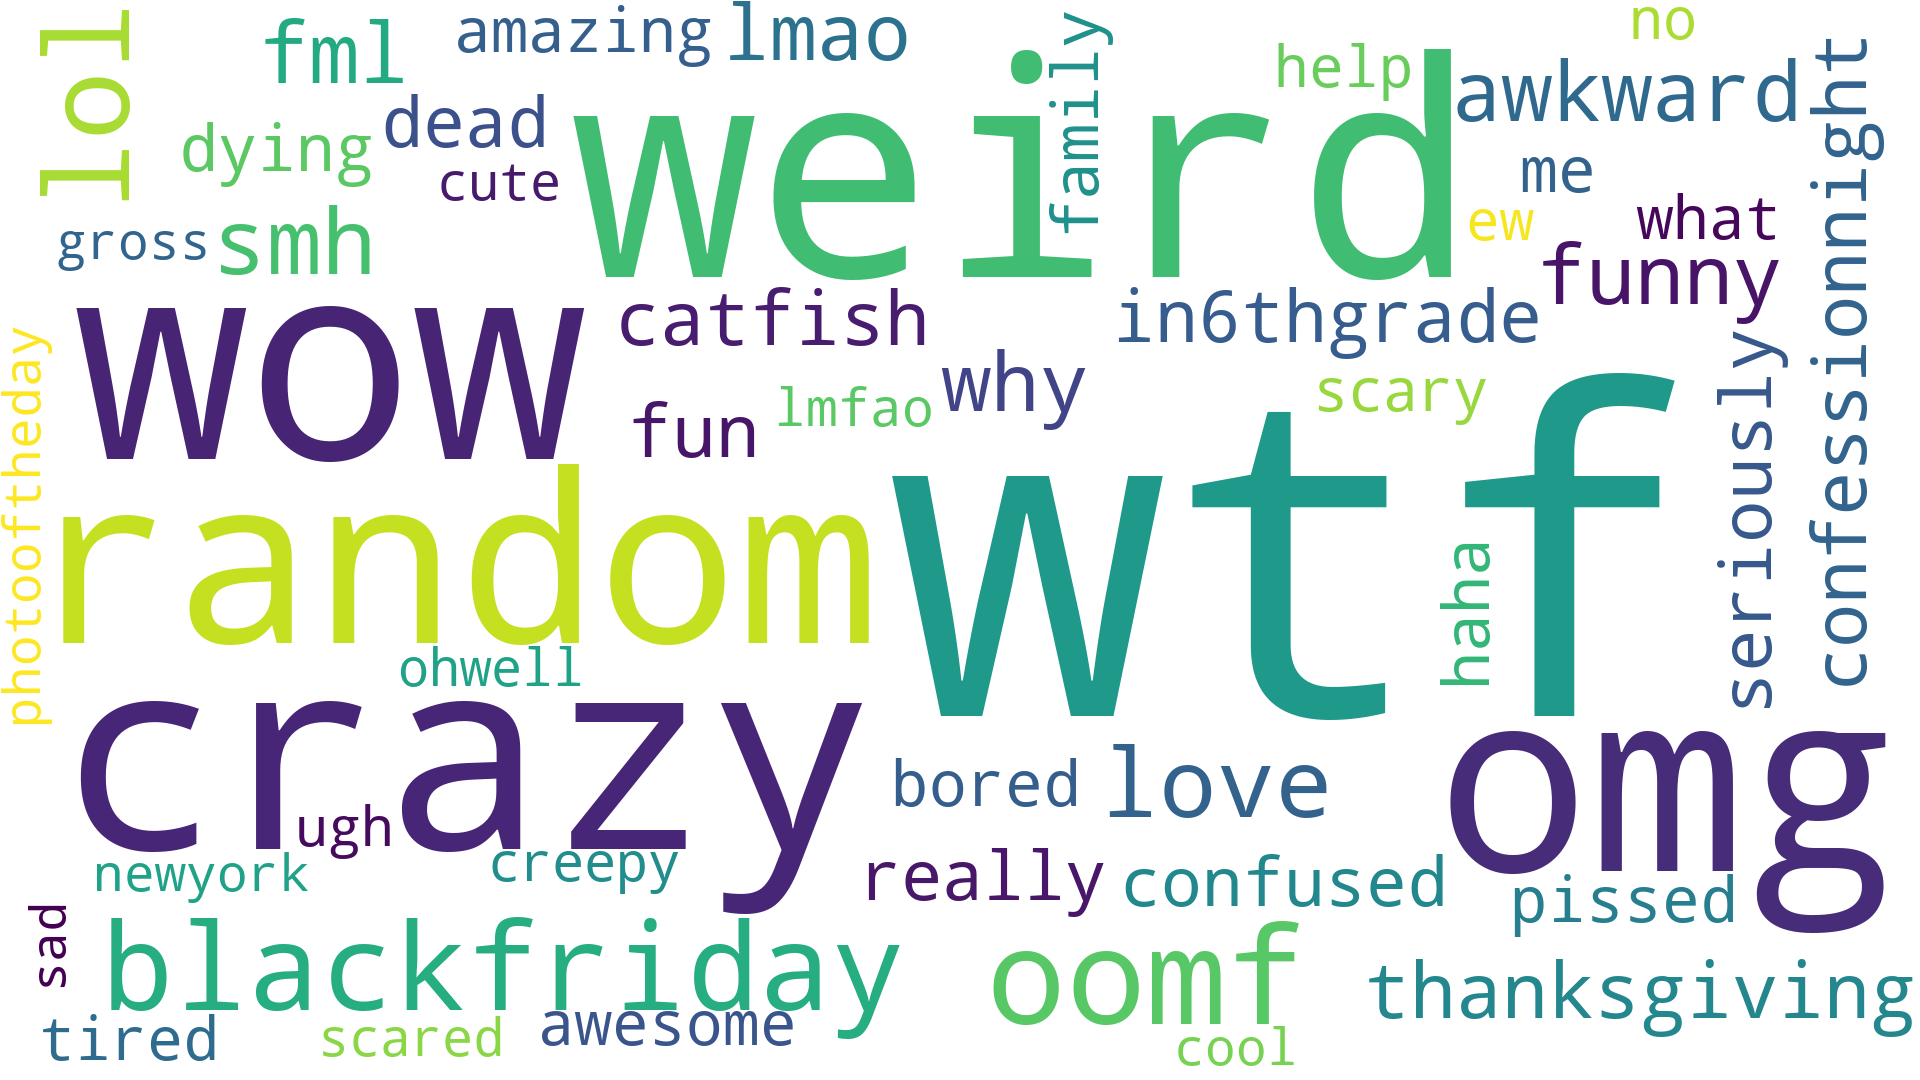 lol
fml
amazing
lmao
family
help
no
weird
awkward
confessionnight
dying
dead
cute
me
gross
smh
ew
what
funny
wow
catfish
in6thgrade
why
scary
seriously
photooftheday
fun
lmfao
random
wtf
haha
ohwell
crazy
omg
bored
love
ugh
newyork
creepy
really
confused
pissed
sad
blackfriday
oomf
thanksgiving
tired
scared
awesome
cool